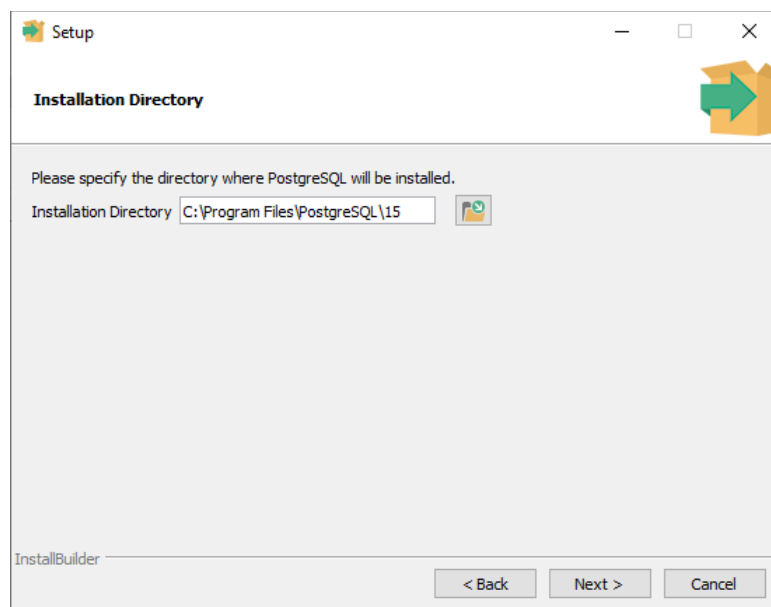 Setup
Installation Directory
Please specify the directory where PostgreSQL will be installed.
Installation Directory C:\Program Files\PostgreSQL\15
InstallBuilder
< Back Next > Cancel